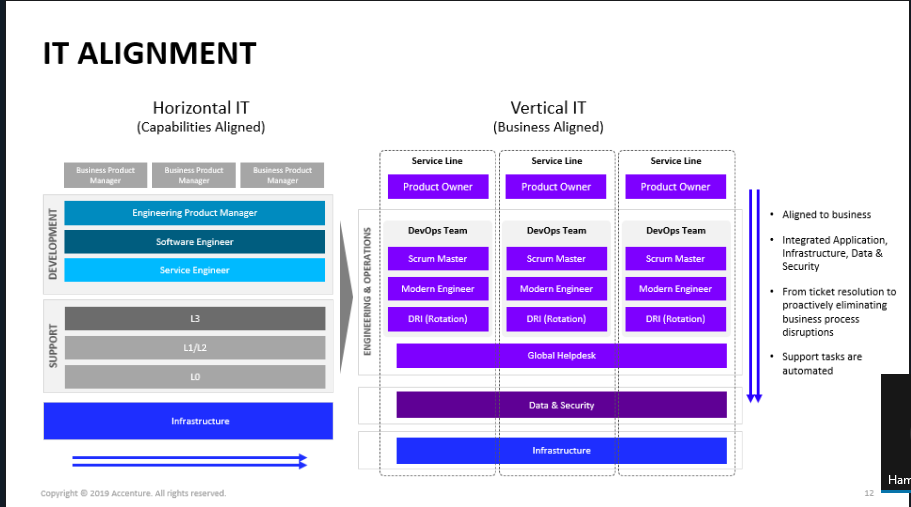 IT ALIGNMENT
Horizontal IT
(Capabilities Aligned)
Business Product
Manager
Business Product
Manager
Business Product
Manager
DEVELOPMENT
Engineering Product Manager
Software Engineer
Service Engineer
SUPPORT
L3
L1/L2
L0
Infrastructure
Vertical IT
(Business Aligned)
Service Line
Service Line
Service Line
Product Owner
Product Owner
Product Owner
ENGINEERING & OPERATIONS
DevOps Team
DevOps Team
DevOps Team
Scrum Master
Scrum Master
Scrum Master
Modern Engineer
Modern Engineer
Modern Engineer
DRI (Rotation)
DRI (Rotation)
DRI (Rotation)
Global Helpdesk
Data & Security
Infrastructure
• Aligned to business
• Integrated Application,
Infrastructure, Data &
Security
• From ticket resolution to
proactively eliminating
business process
disruptions
• Support tasks are
automated
Copyright © 2019 Accenture. All rights reserved.
12
Ham